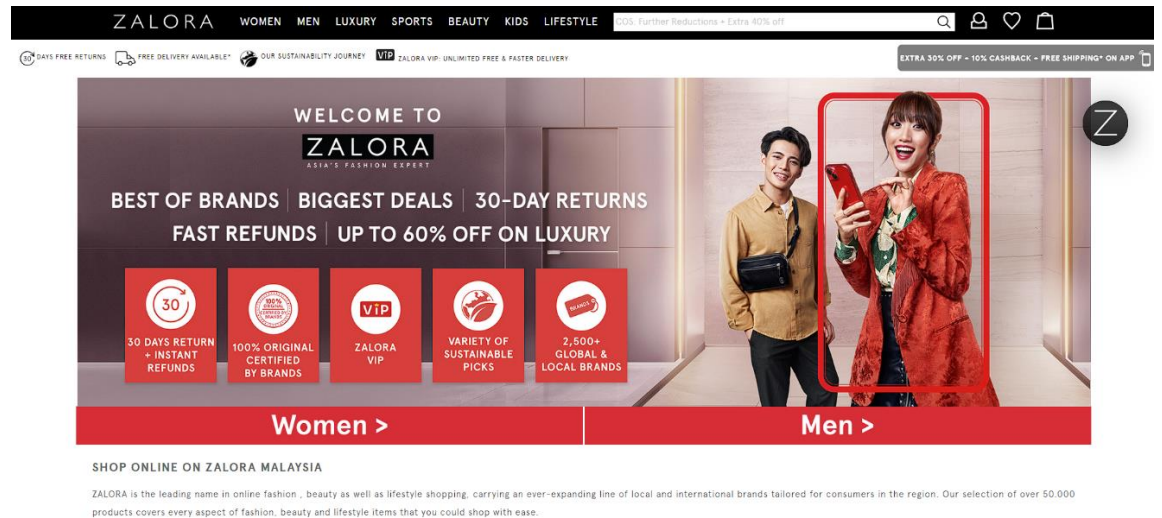 ZALORA
WOMEN MEN LUXURY SPORTS BEAUTY KIDS LIFESTYLE
COS. Further Reductions + Extra 40% off
30 DAYS FREE RETURNS
FREE DELIVERY AVAILABLE*
OUR SUSTAINABILITY JOURNEY
ViP ZALORA VIP: UNLIMITED FREE & FASTER DELIVERY
EXTRA 30% OFF - 10% CASHBACK - FREE SHIPPING* ON APP
Z
WELCOME TO
ZALORA
ASIA'S FASHION EXPERT
BEST OF BRANDS | BIGGEST DEALS | 30-DAY RETURNS
FAST REFUNDS | UP TO 60% OFF ON LUXURY
30
30 DAYS RETURN
+ INSTANT
REFUNDS
100%
ORIGINAL
CERTIFIED BY
BRANDS
100% ORIGINAL
CERTIFIED
BY BRANDS
ViP
ZALORA
VIP
VARIETY OF
SUSTAINABLE
PICKS
BRANDS
2,500+
GLOBAL &
LOCAL BRANDS
Women >
Men >
SHOP ONLINE ON ZALORA MALAYSIA
ZALORA is the leading name in online fashion , beauty as well as lifestyle shopping, carrying an ever-expanding line of local and international brands tailored for consumers in the region. Our selection of over 50.000
products covers every aspect of fashion, beauty and lifestyle items that you could shop with ease.